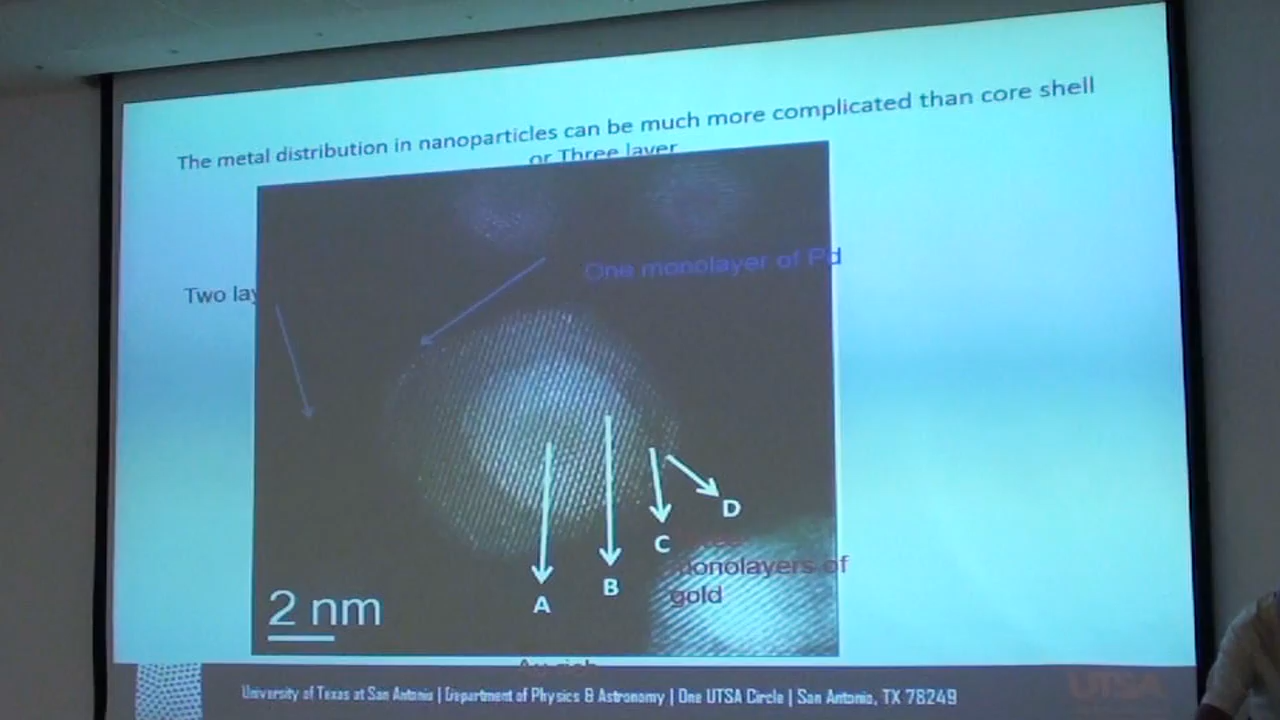 The metal distribution in nanoparticles can be much more complicated than core shell
or Three layer
One monolayer of Pd
Two
D
C
monolayers of
gold
B
A
2 nm
University of Texas at San Antonio | Department of Physics & Astronomy | One UTSA Circle | San Antonio, TX 78249
UTSA